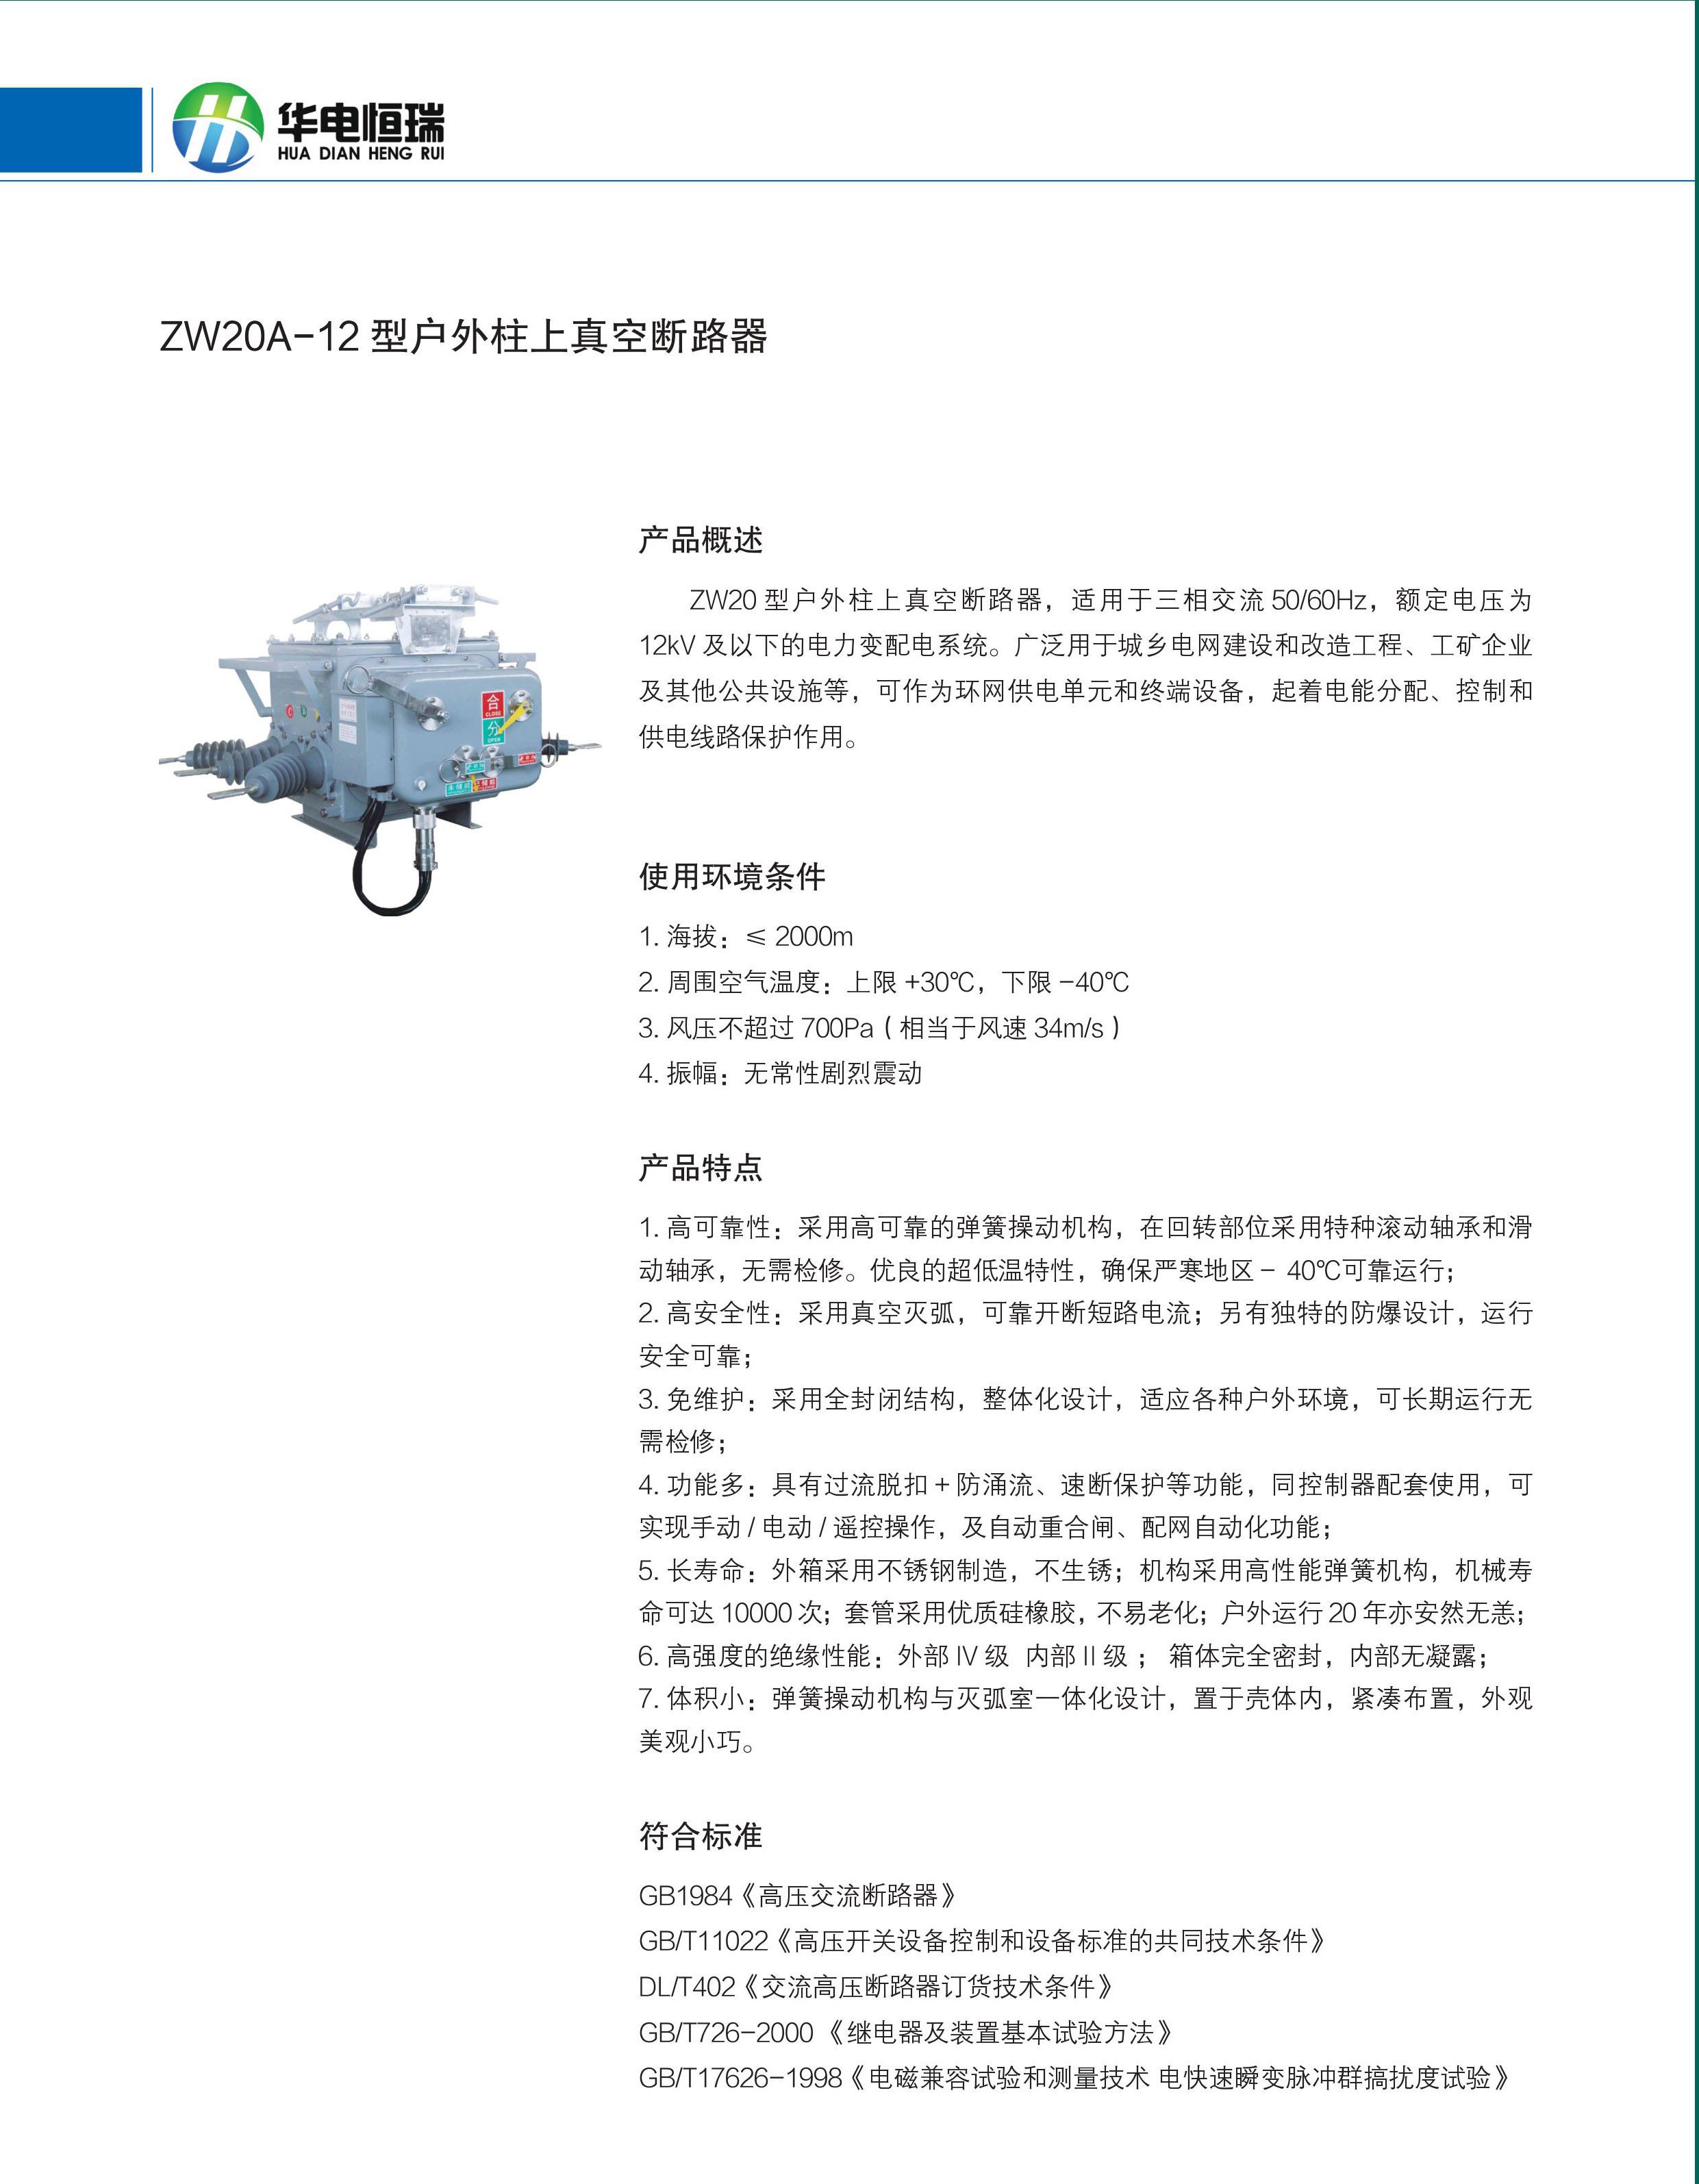 华电恒瑞
HUA DIAN HENG RUI
ZW20A-12 型户外柱上真空断路器
合
CLOSE
分
OPEN
产品概述
ZW20 型户外柱上真空断路器，适用于三相交流 50/60Hz，额定电压为
12kV 及以下的电力变配电系统。广泛用于城乡电网建设和改造工程、工矿企业
及其他公共设施等，可作为环网供电单元和终端设备，起着电能分配、控制和
供电线路保护作用。
使用环境条件
1. 海拔：≤ 2000m
2. 周围空气温度：上限 +30℃，下限 -40℃
3. 风压不超过 700Pa（相当于风速 34m/s）
4. 振幅：无常性剧烈震动
产品特点
1. 高可靠性：采用高可靠的弹簧操动机构，在回转部位采用特种滚动轴承和滑
动轴承，无需检修。优良的超低温特性，确保严寒地区 - 40℃可靠运行；
2. 高安全性：采用真空灭弧，可靠开断短路电流；另有独特的防爆设计，运行
安全可靠；
3. 免维护：采用全封闭结构，整体化设计，适应各种户外环境，可长期运行无
需检修；
4. 功能多：具有过流脱扣 + 防涌流、速断保护等功能，同控制器配套使用，可
实现手动 / 电动 / 遥控操作，及自动重合闸、配网自动化功能；
5. 长寿命：外箱采用不锈钢制造，不生锈；机构采用高性能弹簧机构，机械寿
命可达 10000 次；套管采用优质硅橡胶，不易老化；户外运行 20 年亦安然无恙；
6. 高强度的绝缘性能：外部 IV 级 内部 II 级 ； 箱体完全密封，内部无凝露；
7. 体积小：弹簧操动机构与灭弧室一体化设计，置于壳体内，紧凑布置，外观
美观小巧。
符合标准
GB1984《高压交流断路器》
GB/T11022《高压开关设备控制和设备标准的共同技术条件》
DL/T402《交流高压断路器订货技术条件》
GB/T726-2000 《继电器及装置基本试验方法》
GB/T17626-1998《电磁兼容试验和测量技术 电快速瞬变脉冲群搞扰度试验》